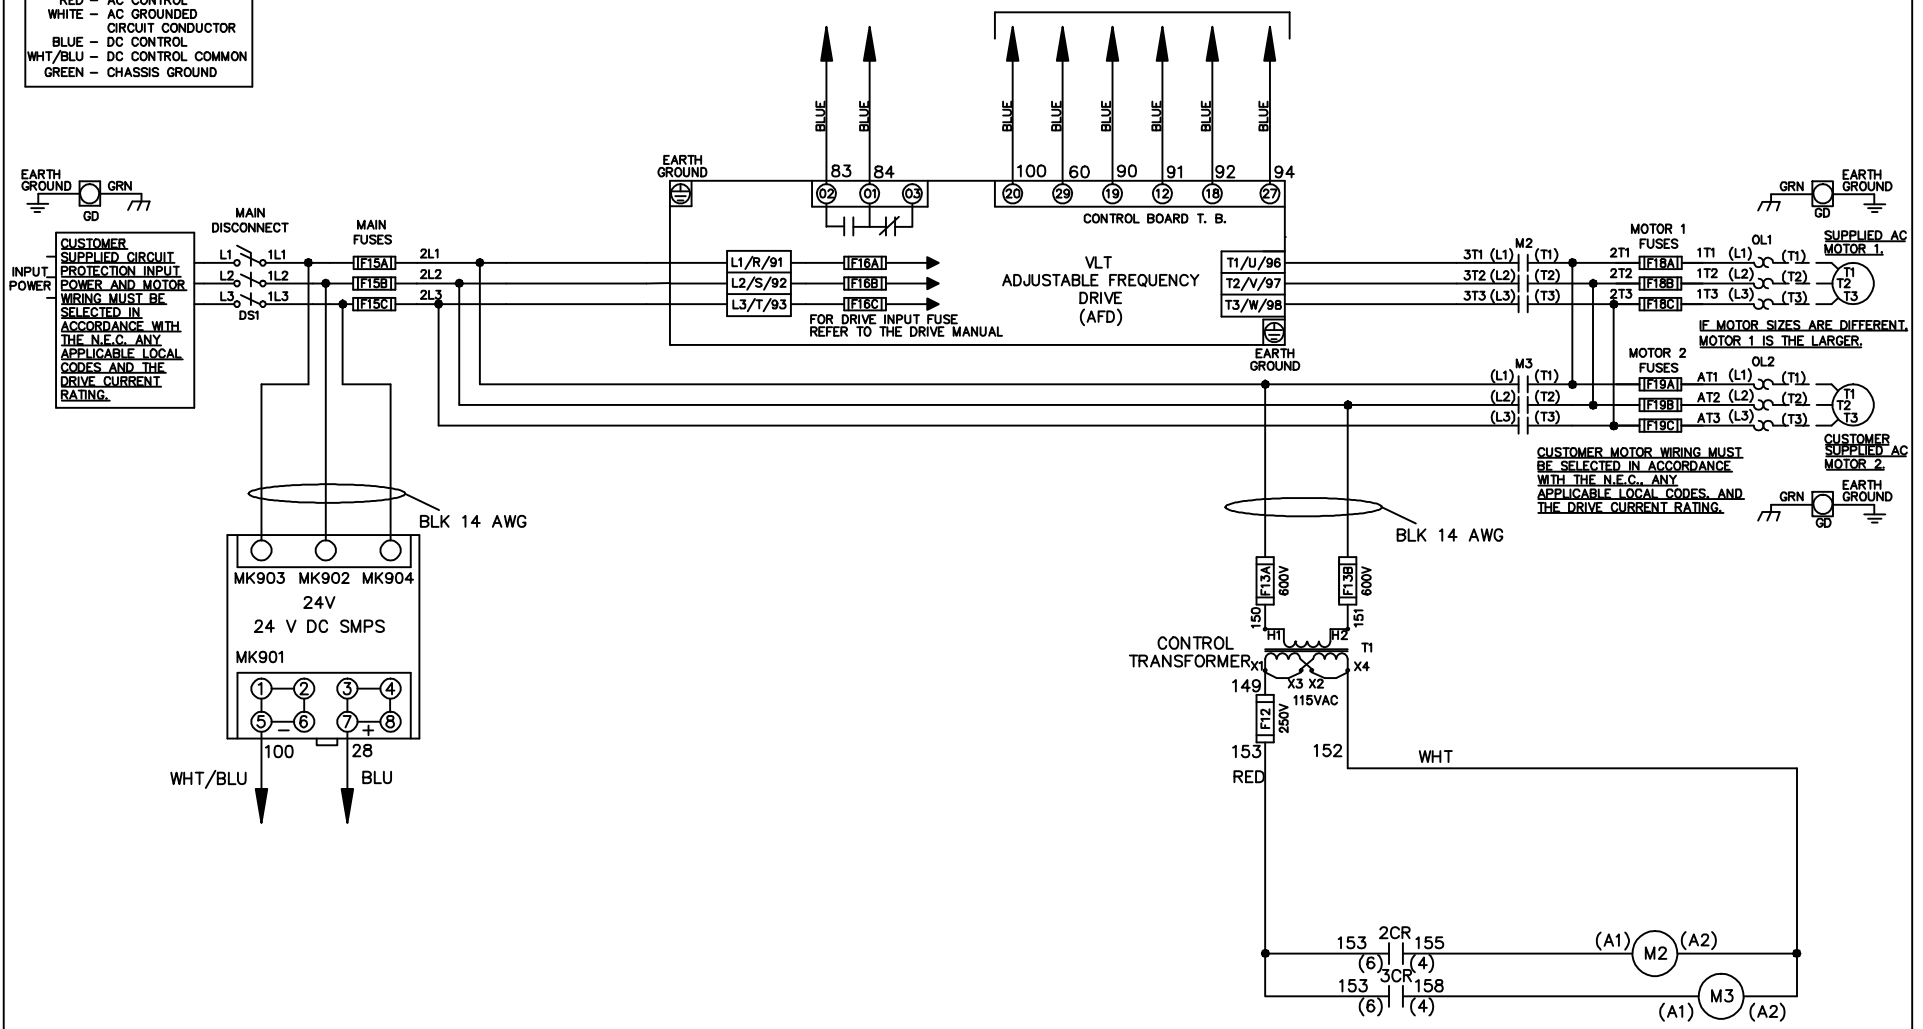 RED - AC CONTROL
WHITE - AC GROUNDED
CIRCUIT CONDUCTOR
BLUE - DC CONTROL
WHT/BLU - DC CONTROL COMMON
GREEN - CHASSIS GROUND
BLUE
BLUE
BLUE
BLUE
BLUE
BLUE
BLUE
BLUE
EARTH
GROUND
83
84
100
60
90
91
92
94
02
01
03
20
29
19
12
18
27
CONTROL BOARD T. B.
EARTH
GROUND
GRN
GD
MAIN
DISCONNECT
MAIN
FUSES
CUSTOMER
SUPPLIED CIRCUIT
PROTECTION INPUT
POWER AND MOTOR
WIRING MUST BE
SELECTED IN
ACCORDANCE WITH
THE N.E.C. ANY
APPLICABLE LOCAL
CODES AND THE
DRIVE CURRENT
RATING.
INPUT
POWER
L1
1L1
L2
1L2
L3
1L3
DS1
F15A
F15B
F15C
2L1
2L2
2L3
L1/R/91
L2/S/92
L3/T/93
F16A
F16B
F16C
FOR DRIVE INPUT FUSE
REFER TO THE DRIVE MANUAL
VLT
ADJUSTABLE FREQUENCY
DRIVE
(AFD)
T1/U/96
T2/V/97
T3/W/98
EARTH
GROUND
GRN
EARTH
GROUND
GD
M2
MOTOR 1
FUSES
OL1
SUPPLIED AC
MOTOR 1.
3T1 (L1) (T1) 2T1 F18A 1T1 (L1) (T1)
3T2 (L2) (T2) 2T2 F18B 1T2 (L2) (T2)
3T3 (L3) (T3) 2T3 F18C 1T3 (L3) (T3)
T1
T2
T3
IF MOTOR SIZES ARE DIFFERENT,
MOTOR 1 IS THE LARGER.
M3
MOTOR 2
FUSES
OL2
(L1) (T1) F19A AT1 (L1) (T1)
(L2) (T2) F19B AT2 (L2) (T2)
(L3) (T3) F19C AT3 (L3) (T3)
T1
T2
T3
CUSTOMER
SUPPLIED AC
MOTOR 2.
CUSTOMER MOTOR WIRING MUST
BE SELECTED IN ACCORDANCE
WITH THE N.E.C., ANY
APPLICABLE LOCAL CODES, AND
THE DRIVE CURRENT RATING.
GRN
EARTH
GROUND
GD
BLK 14 AWG
BLK 14 AWG
MK903 MK902 MK904
24V
24 V DC SMPS
MK901
1 2 3 4
5 6 7 8
- +
100
28
WHT/BLU
BLU
F13A
600V
F13B
600V
150
151
H1
H2
T1
CONTROL
TRANSFORMER
X1
X4
X3 X2
115VAC
149
F12
250V
153
RED
152
WHT
2CR
153
155
(6)
(4)
(A1)
M2
(A2)
3CR
153
158
(6)
(4)
(A1)
M3
(A2)